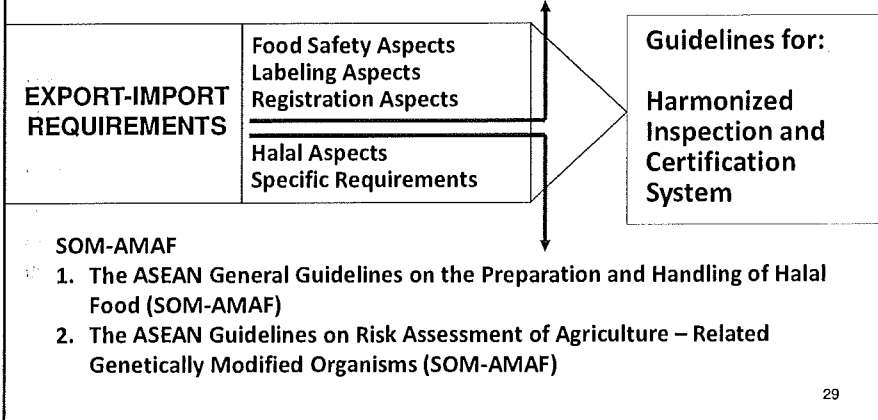 EXPORT-IMPORT
REQUIREMENTS
Food Safety Aspects
Labeling Aspects
Registration Aspects
Halal Aspects
Specific Requirements
Guidelines for:
Harmonized
Inspection and
Certification
System
SOM-AMAF
1. The ASEAN General Guidelines on the Preparation and Handling of Halal
Food (SOM-AMAF)
2. The ASEAN Guidelines on Risk Assessment of Agriculture – Related
Genetically Modified Organisms (SOM-AMAF)
29